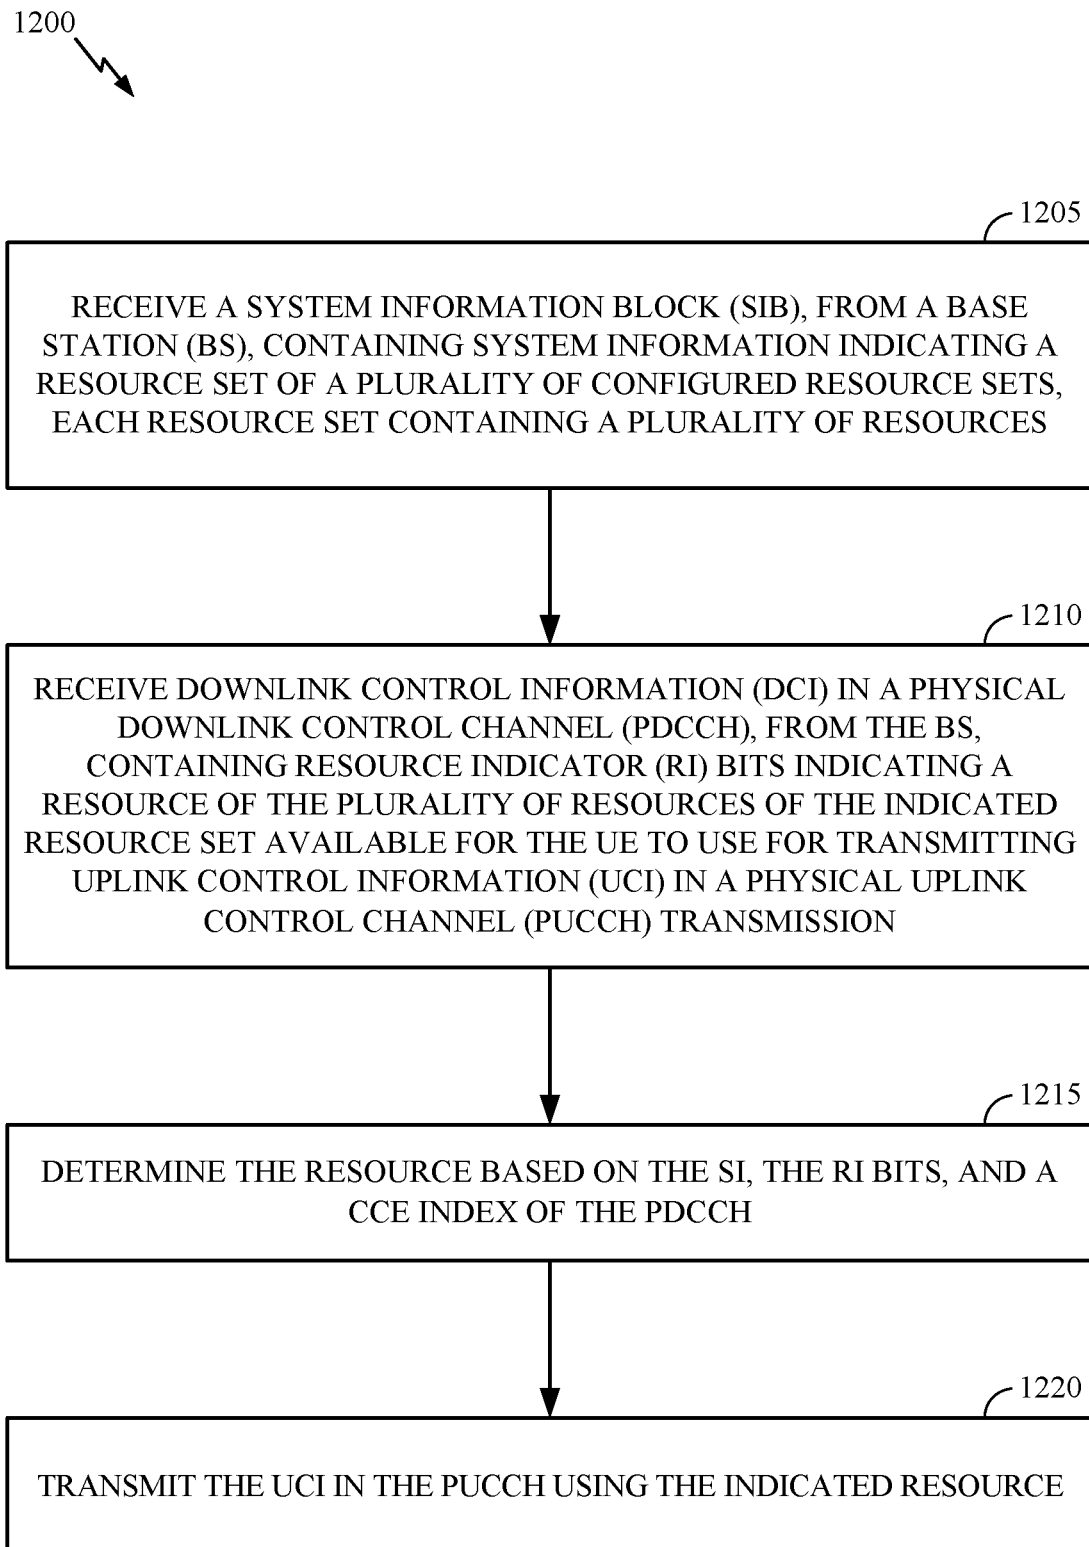 1200
1205
RECEIVE A SYSTEM INFORMATION BLOCK (SIB), FROM A BASE
STATION (BS), CONTAINING SYSTEM INFORMATION INDICATING A
RESOURCE SET OF A PLURALITY OF CONFIGURED RESOURCE SETS,
EACH RESOURCE SET CONTAINING A PLURALITY OF RESOURCES
1210
RECEIVE DOWNLINK CONTROL INFORMATION (DCI) IN A PHYSICAL
DOWNLINK CONTROL CHANNEL (PDCCH), FROM THE BS,
CONTAINING RESOURCE INDICATOR (RI) BITS INDICATING A
RESOURCE OF THE PLURALITY OF RESOURCES OF THE INDICATED
RESOURCE SET AVAILABLE FOR THE UE TO USE FOR TRANSMITTING
UPLINK CONTROL INFORMATION (UCI) IN A PHYSICAL UPLINK
CONTROL CHANNEL (PUCCH) TRANSMISSION
1215
DETERMINE THE RESOURCE BASED ON THE SI, THE RI BITS, AND A
CCE INDEX OF THE PDCCH
1220
TRANSMIT THE UCI IN THE PUCCH USING THE INDICATED RESOURCE